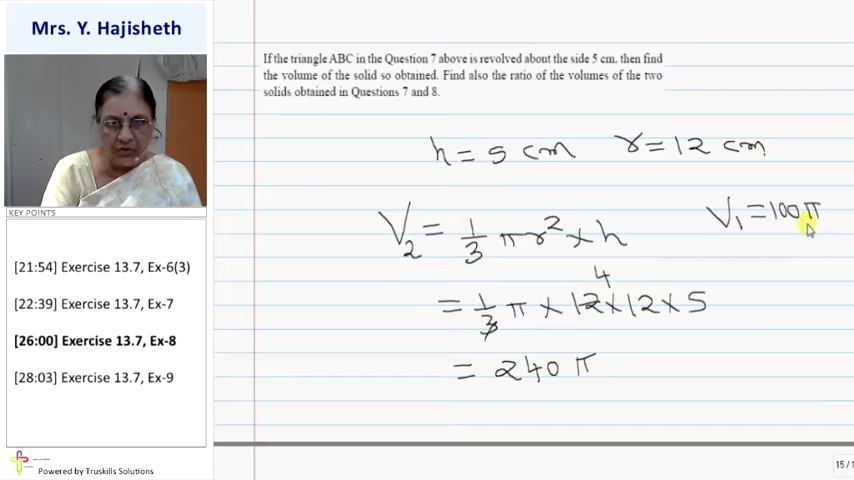 Mrs. Y. Hajisheth
If the triangle ABC in the Question 7 above is revolved about the side 5 cm, then find
the volume of the solid so obtained. Find also the ratio of the volumes of the two
solids obtained in Questions 7 and 8.
h = 5 cm r = 12 cm
V₂ = 1/3 πr² × h
V₁ = 100π
= 1/3 π × 12 × 12 × 5
4
= 240 π
KEY POINTS
[21:54] Exercise 13.7, Ex-6(3)
[22:39] Exercise 13.7, Ex-7
[26:00] Exercise 13.7, Ex-8
[28:03] Exercise 13.7, Ex-9
Powered by Truskills Solutions
15/1